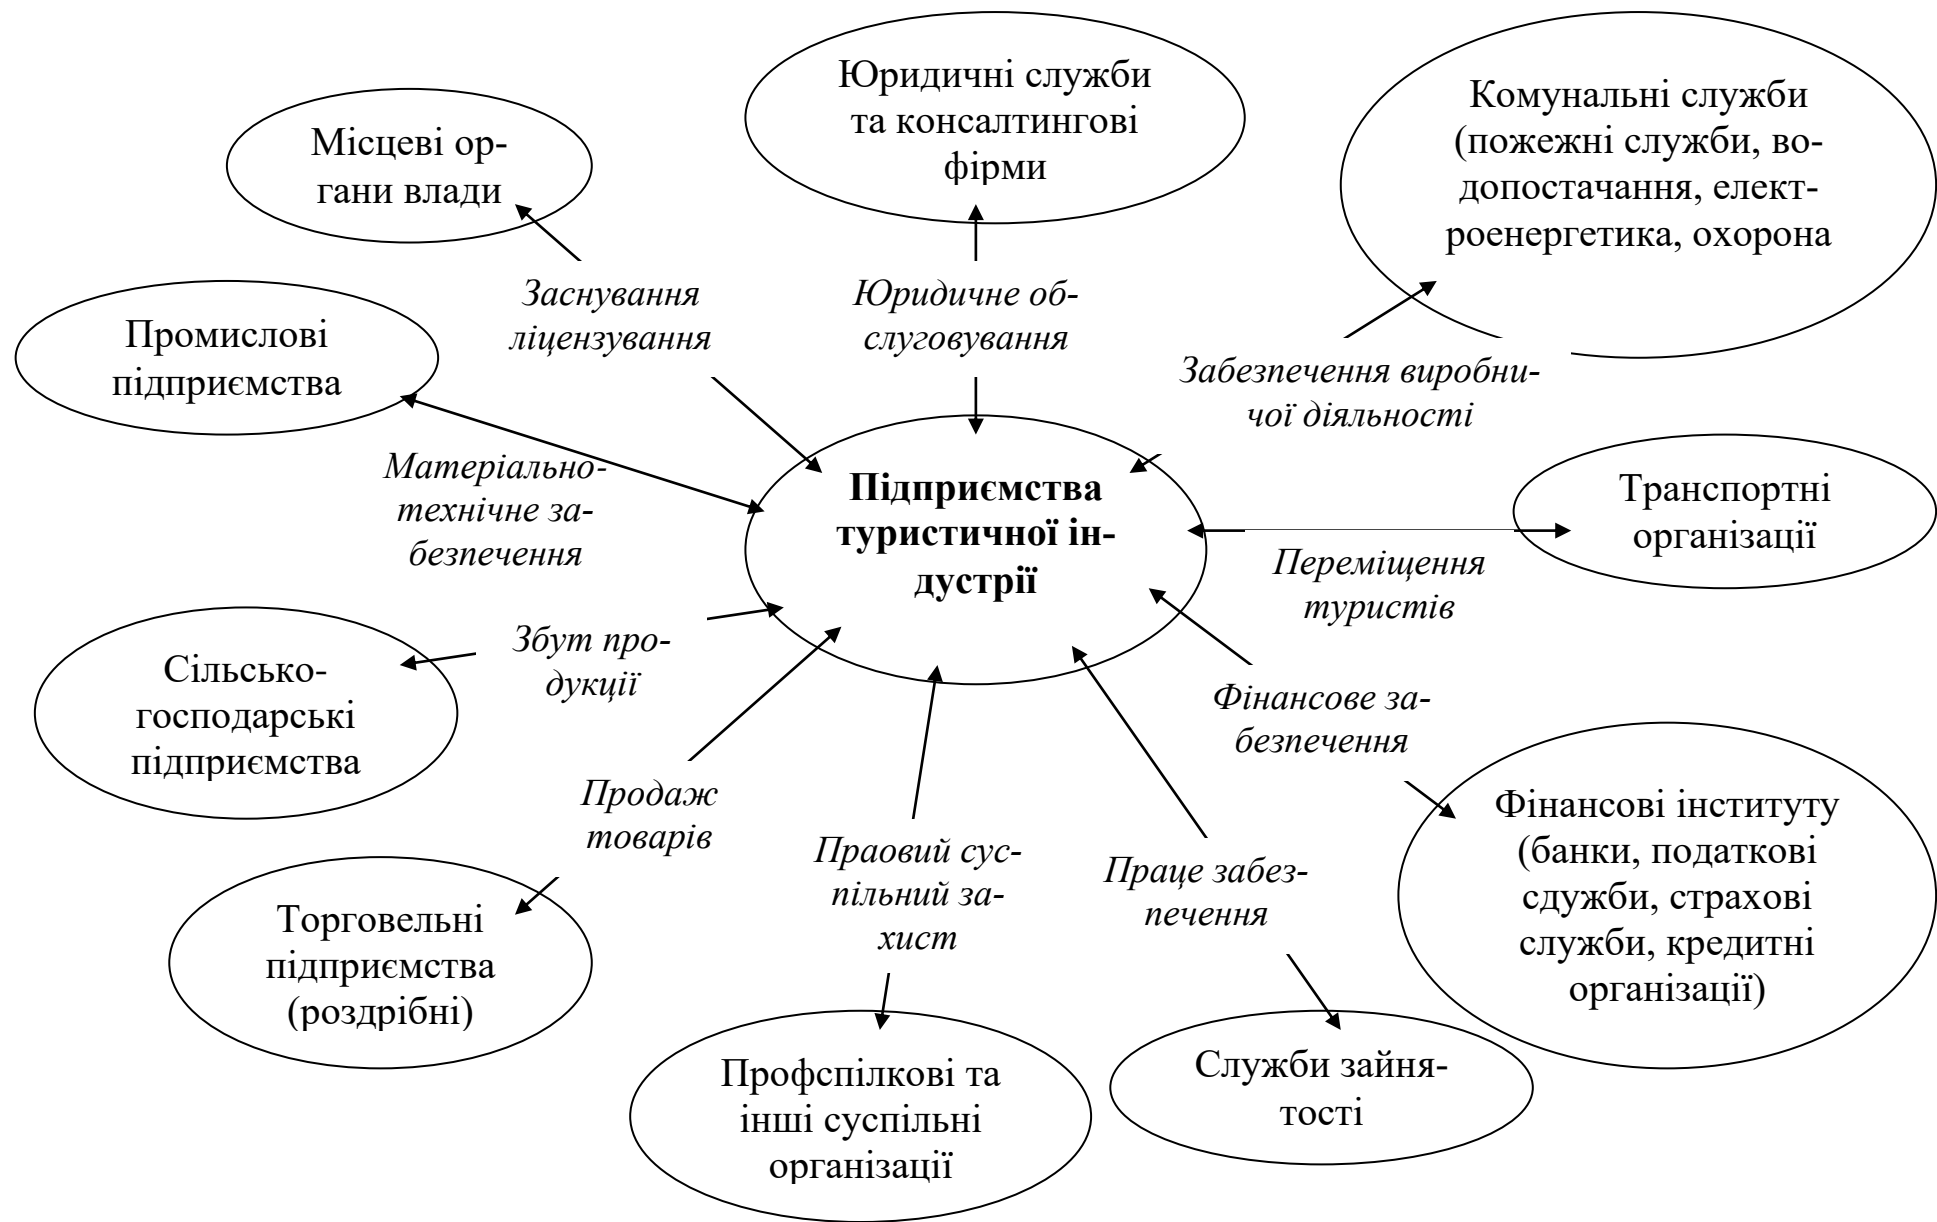 Юридичні служби
та консалтингові
фірми
Комунальні служби
(пожежні служби, во-
допостачання, елект-
роенергетика, охорона
Місцеві ор-
гани влади
Заснування
ліцензування
Юридичне об-
слуговування
Промислові
підприємства
Забезпечення виробни-
чої діяльності
Матеріально-
технічне за-
безпечення
Підприємства
туристичної ін-
дустрії
Транспортні
організації
Переміщення
туристів
Збут про-
дукції
Сільсько-
господарські
підприємства
Фінансове за-
безпечення
Продаж
товарів
Праовий сус-
пільний за-
хист
Праце забез-
печення
Фінансові інституту
(банки, податкові
сдужби, страхові
служби, кредитні
організації)
Торговельні
підприємства
(роздрібні)
Профспілкові та
інші суспільні
організації
Служби зайня-
тості